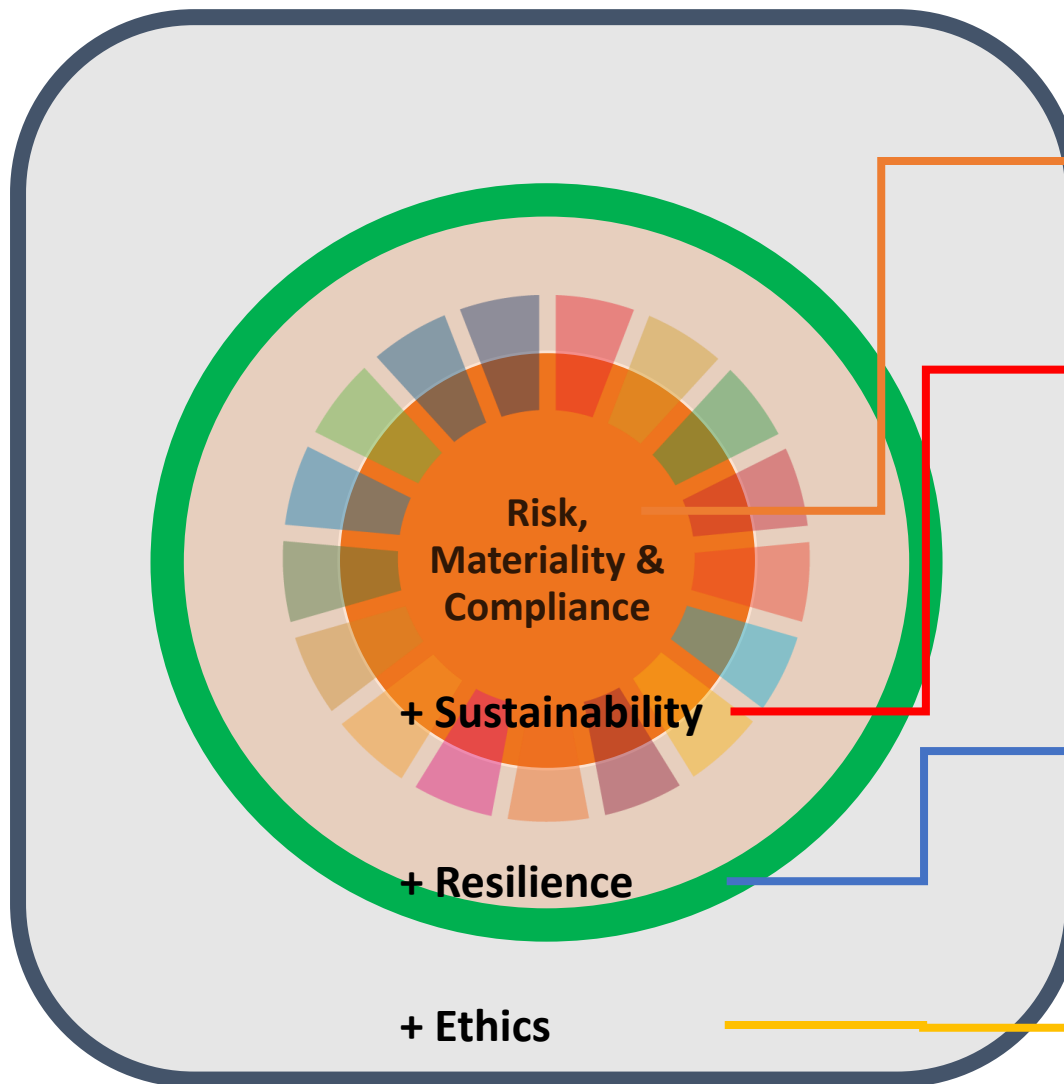 Risk,
Materiality &
Compliance
+ Sustainability
+ Resilience
+ Ethics